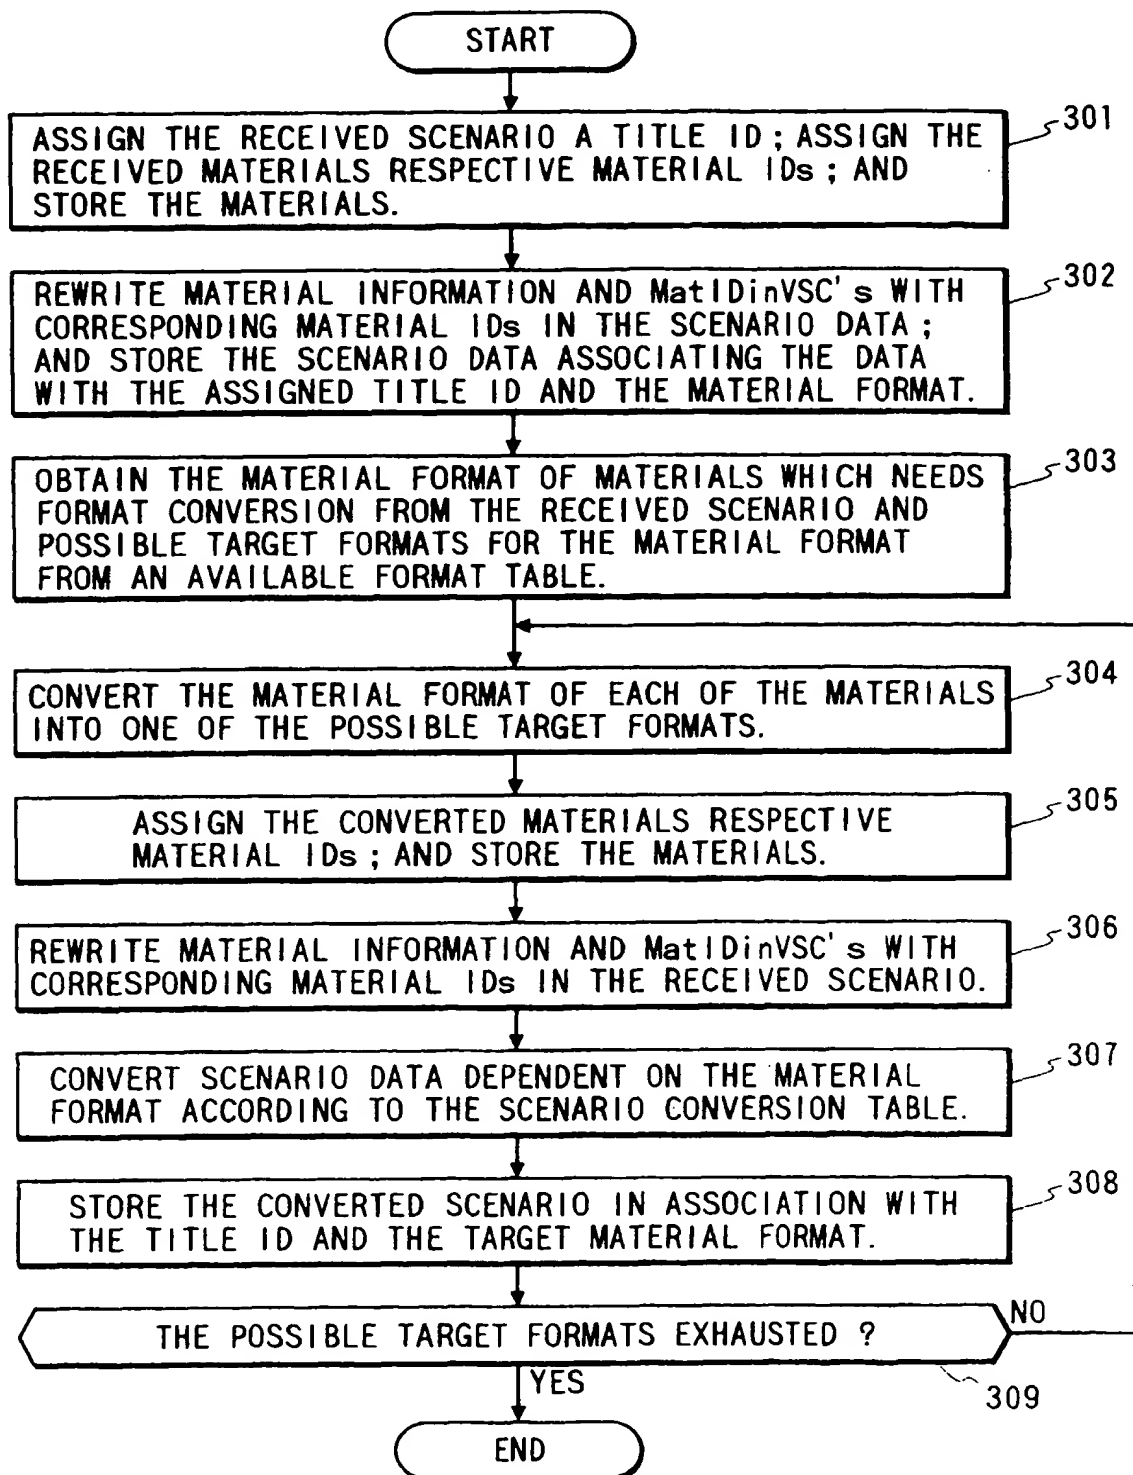 START
301
ASSIGN THE RECEIVED SCENARIO A TITLE ID; ASSIGN THE
RECEIVED MATERIALS RESPECTIVE MATERIAL IDs; AND
STORE THE MATERIALS.
302
REWRITE MATERIAL INFORMATION AND MatIDinVSC's WITH
CORRESPONDING MATERIAL IDs IN THE SCENARIO DATA;
AND STORE THE SCENARIO DATA ASSOCIATING THE DATA
WITH THE ASSIGNED TITLE ID AND THE MATERIAL FORMAT.
303
OBTAIN THE MATERIAL FORMAT OF MATERIALS WHICH NEEDS
FORMAT CONVERSION FROM THE RECEIVED SCENARIO AND
POSSIBLE TARGET FORMATS FOR THE MATERIAL FORMAT
FROM AN AVAILABLE FORMAT TABLE.
304
CONVERT THE MATERIAL FORMAT OF EACH OF THE MATERIALS
INTO ONE OF THE POSSIBLE TARGET FORMATS.
305
ASSIGN THE CONVERTED MATERIALS RESPECTIVE
MATERIAL IDs; AND STORE THE MATERIALS.
306
REWRITE MATERIAL INFORMATION AND MatIDinVSC's WITH
CORRESPONDING MATERIAL IDs IN THE RECEIVED SCENARIO.
307
CONVERT SCENARIO DATA DEPENDENT ON THE MATERIAL
FORMAT ACCORDING TO THE SCENARIO CONVERSION TABLE.
308
STORE THE CONVERTED SCENARIO IN ASSOCIATION WITH
THE TITLE ID AND THE TARGET MATERIAL FORMAT.
THE POSSIBLE TARGET FORMATS EXHAUSTED ?
NO
YES
309
END